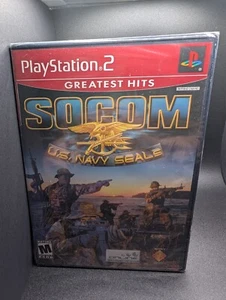 PlayStation 2
GREATEST HITS
SOCOM
U.S. NAVY SEALS
M